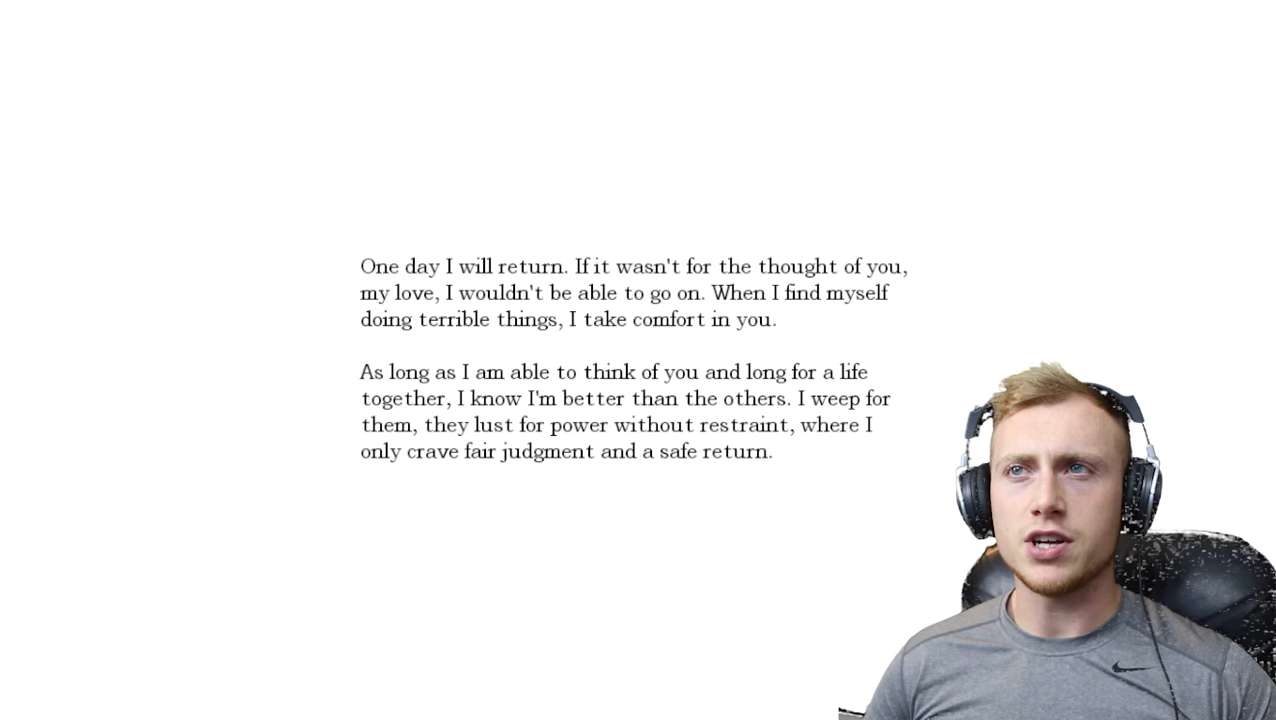 One day I will return. If it wasn't for the thought of you,
my love, I wouldn't be able to go on. When I find myself
doing terrible things, I take comfort in you.
As long as I am able to think of you and long for a life
together, I know I'm better than the others. I weep for
them, they lust for power without restraint, where I
only crave fair judgment and a safe return.